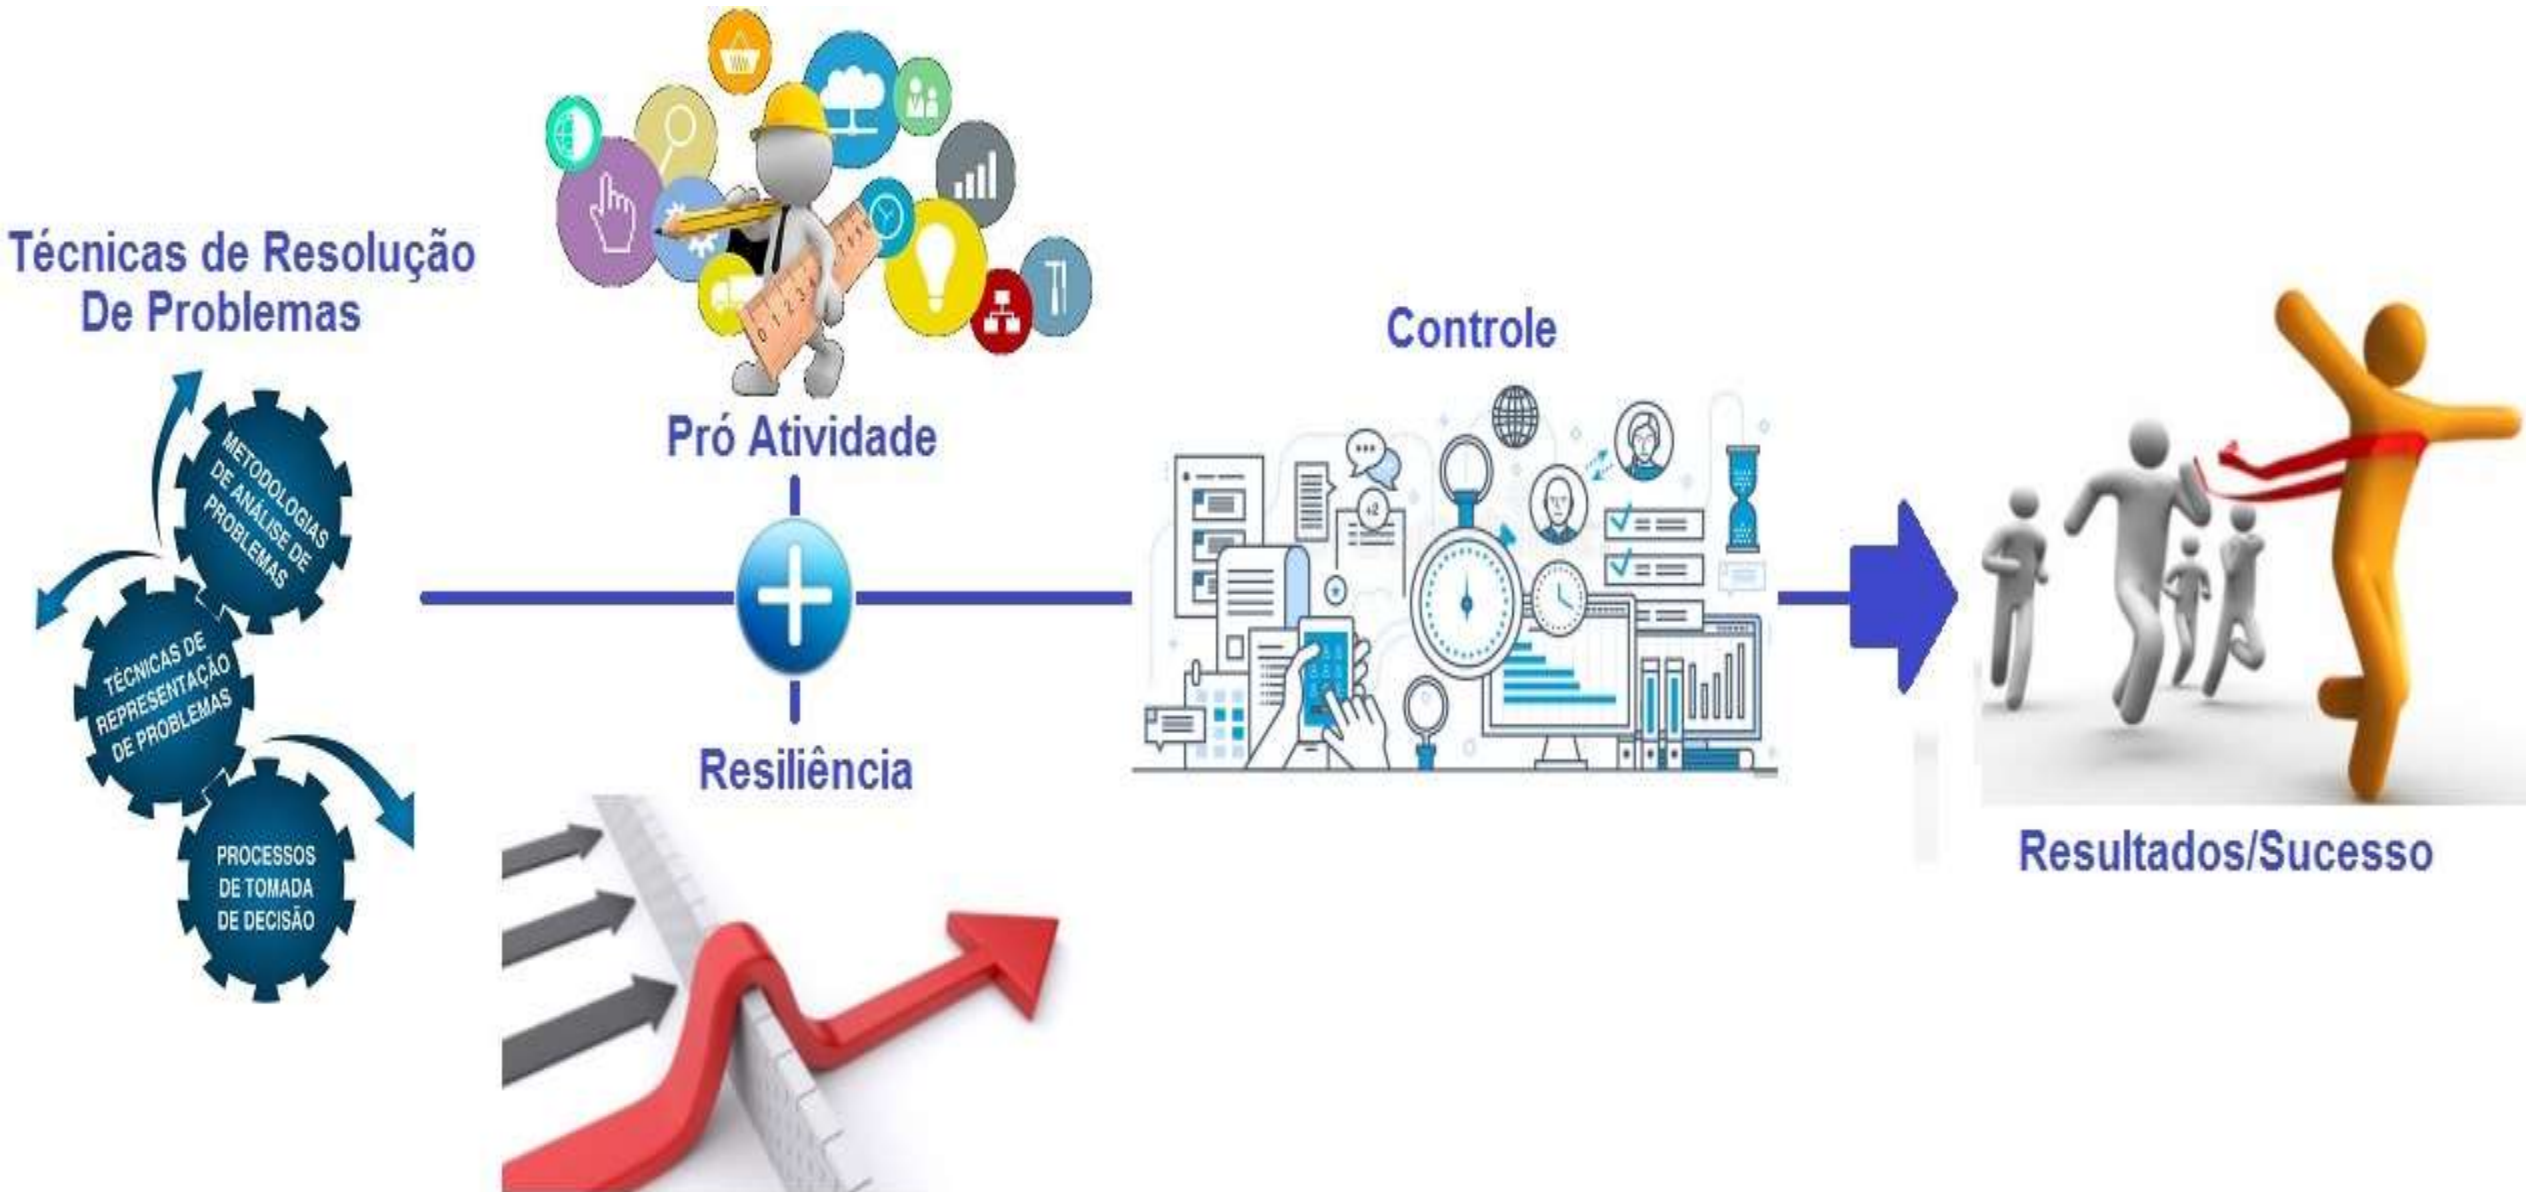 Técnicas de Resolução
De Problemas
METODOLOGIAS
DE ANÁLISE DE
PROBLEMAS
TÉCNICAS DE
REPRESENTAÇÃO
DE PROBLEMAS
PROCESSOS
DE TOMADA
DE DECISÃO
Pró Atividade
Resiliência
Controle
+2
Resultados/Sucesso